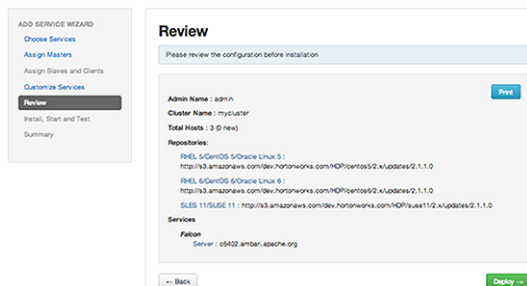 ADD SERVICE WIZARD
Choose Services
Assign Masters
Assign Slaves and Clients
Customize Services
Review
Install, Start and Test
Summary
Review
Please review the configuration before installation
Print
Admin Name : admin
Cluster Name : mycluster
Total Hosts : 3 (0 new)
Repositories:
RHEL 5/CentOS 5/Oracle Linux 5 :
http://s3.amazonaws.com/dev.hortonworks.com/HDP/centos5/2.x/updates/2.1.1.0
RHEL 6/CentOS 6/Oracle Linux 6 :
http://s3.amazonaws.com/dev.hortonworks.com/HDP/centos6/2.x/updates/2.1.1.0
SLES 11/SUSE 11 : http://s3.amazonaws.com/dev.hortonworks.com/HDP/suse11/2.x/updates/2.1.1.0
Services
Falcon
Server : c6402.ambari.apache.org
← Back
Deploy →